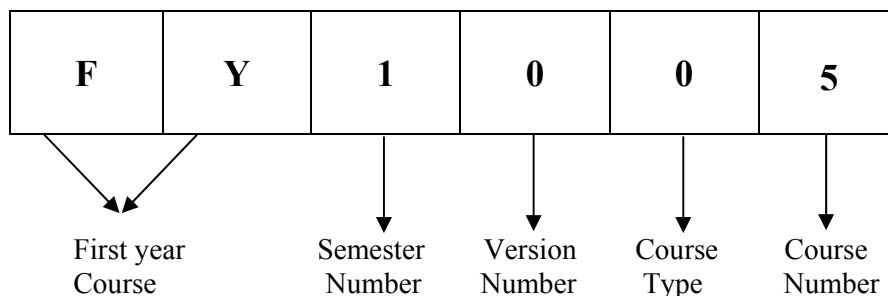 F Y 1 0 0 5
First year Semester Version Course Course
Course Number Number Type Number